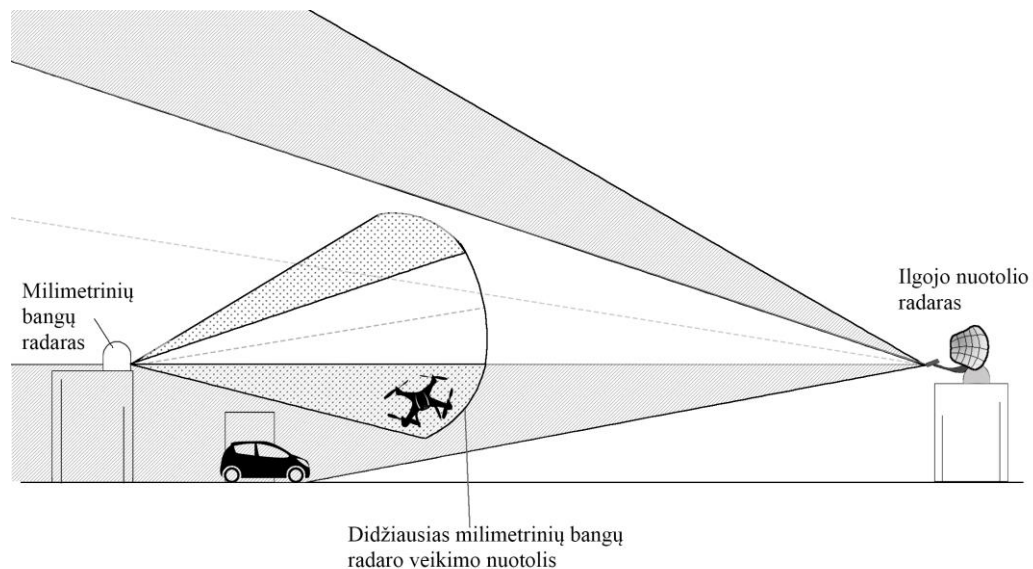 Milimetrinių
bangų
radaras
Ilgojo nuotolio
radaras
Didžiausias milimetrinių bangų
radaro veikimo nuotolis